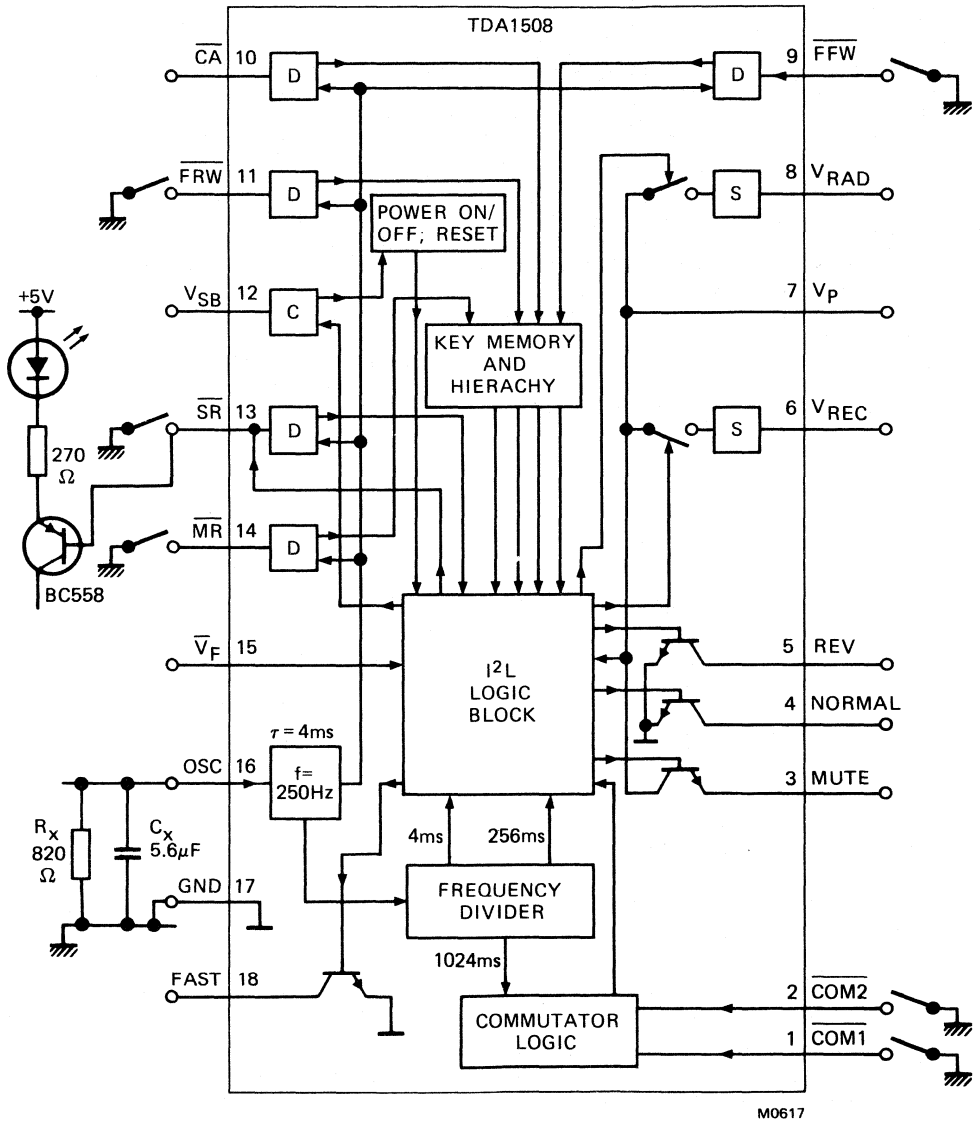 TDA1508
CA 10
D
D
9 FFW
FRW 11
D
8 VRAD
S
POWER ON/
OFF; RESET
+5V
VSB 12
C
7 VP
KEY MEMORY
AND
HIERACHY
SR 13
D
6 VREC
S
270
Ω
MR 14
D
BC558
VF 15
I²L
LOGIC
BLOCK
5 REV
4 NORMAL
τ = 4ms
OSC 16
f=
250Hz
3 MUTE
Rx
820
Ω
Cx
5.6μF
4ms
256ms
GND 17
FREQUENCY
DIVIDER
1024ms
FAST 18
2 COM2
COMMUTATOR
LOGIC
1 COM1
M0617